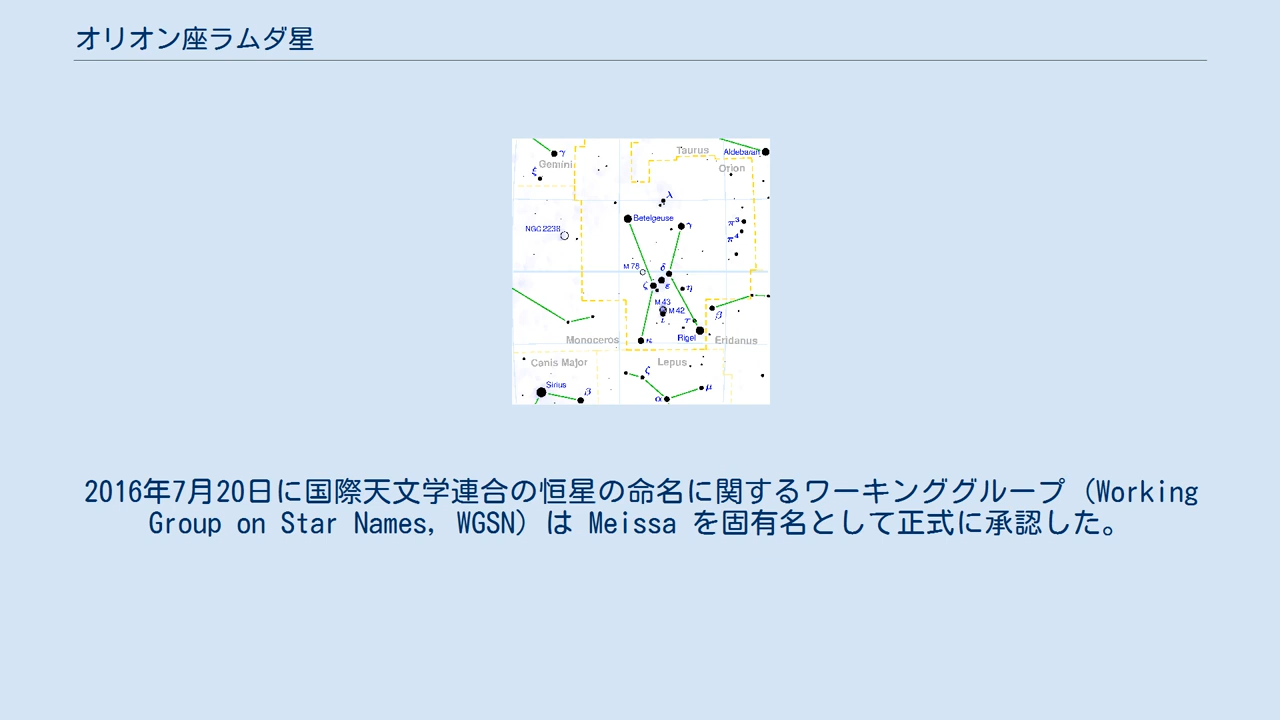 オリオン座ラムダ星
Taurus
Aldebaran
γ
Gemini
Orion
ξ
λ
Betelgeuse
γ
π3
NGC 2238
π4
M 78
δ
ζ
ε
η
M 43
M 42
ι
τ
β
Rigel
κ
Monoceros
Eridanus
Canis Major
Lepus
ζ
Sirius
β
μ
α
2016年7月20日に国際天文学連合の恒星の命名に関するワーキンググループ (Working
Group on Star Names, WGSN) は Meissa を固有名として正式に承認した。